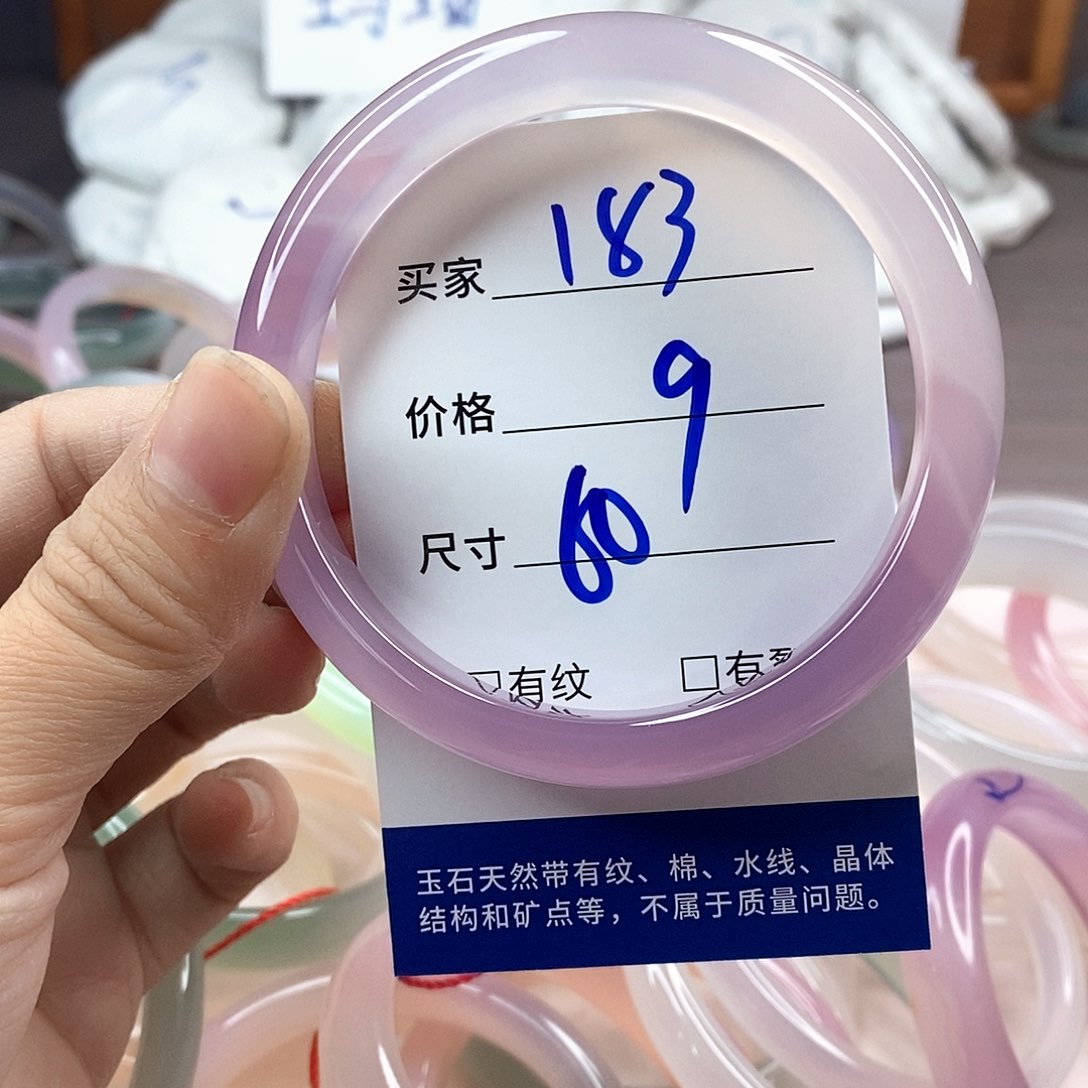 买家 183
价格 9
尺寸 60
□有纹 □有
玉石天然带有纹、棉、水线、晶体
结构和矿点等，不属于质量问题。